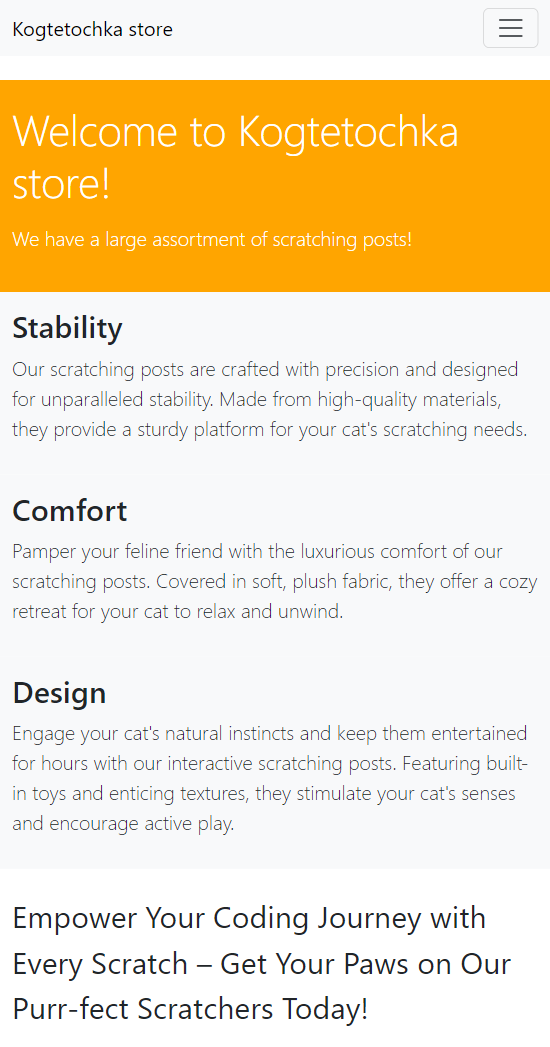 Kogtetochka store
Welcome to Kogtetochka
store!
We have a large assortment of scratching posts!
Stability
Our scratching posts are crafted with precision and designed
for unparalleled stability. Made from high-quality materials,
they provide a sturdy platform for your cat's scratching needs.
Comfort
Pamper your feline friend with the luxurious comfort of our
scratching posts. Covered in soft, plush fabric, they offer a cozy
retreat for your cat to relax and unwind.
Design
Engage your cat's natural instincts and keep them entertained
for hours with our interactive scratching posts. Featuring built-
in toys and enticing textures, they stimulate your cat's senses
and encourage active play.
Empower Your Coding Journey with
Every Scratch – Get Your Paws on Our
Purr-fect Scratchers Today!